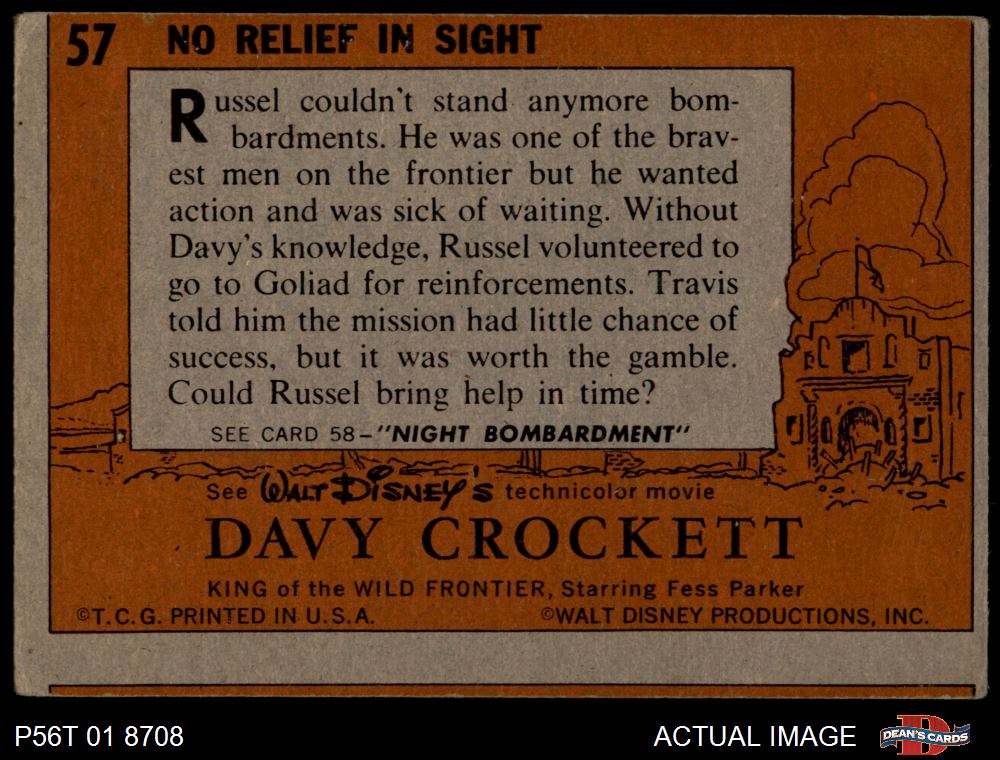 57 NO RELIEF IN SIGHT
Russel couldn't stand anymore bom-
bardments. He was one of the brav-
est men on the frontier but he wanted
action and was sick of waiting. Without
Davy's knowledge, Russel volunteered to
go to Goliad for reinforcements. Travis
told him the mission had little chance of
success, but it was worth the gamble.
Could Russel bring help in time?
SEE CARD 58-"NIGHT BOMBARDMENT"
See WALT DISNEY'S technicolor movie
DAVY CROCKETT
KING of the WILD FRONTIER, Starring Fess Parker
©T.C.G. PRINTED IN U.S.A. ©WALT DISNEY PRODUCTIONS, INC.
P56T 01 8708 ACTUAL IMAGE D DEAN'S CARDS